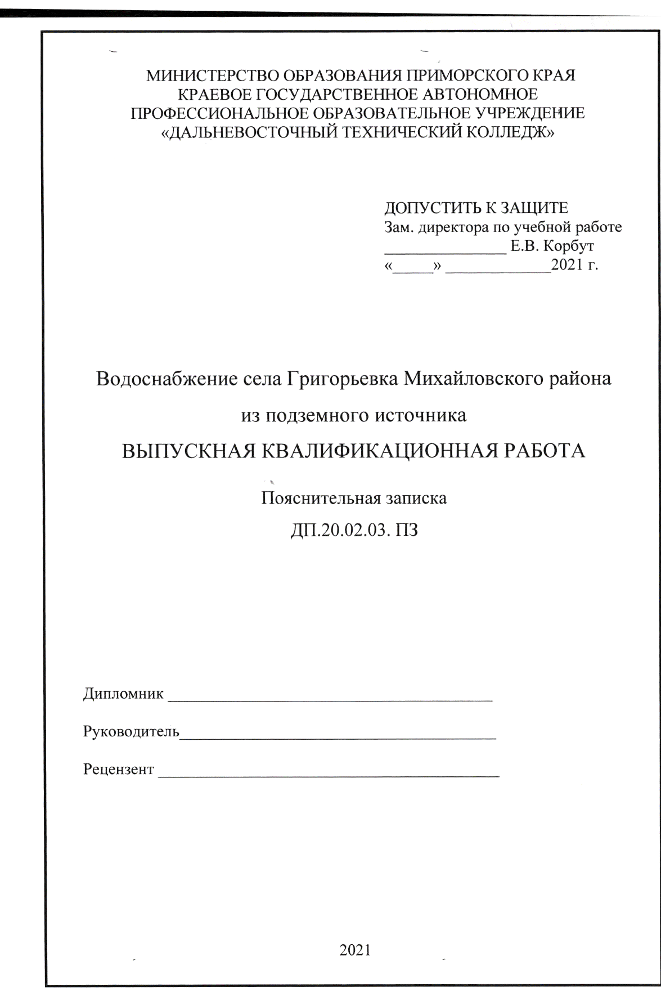 МИНИСТЕРСТВО ОБРАЗОВАНИЯ ПРИМОРСКОГО КРАЯ
КРАЕВОЕ ГОСУДАРСТВЕННОЕ АВТОНОМНОЕ
ПРОФЕССИОНАЛЬНОЕ ОБРАЗОВАТЕЛЬНОЕ УЧРЕЖДЕНИЕ
«ДАЛЬНЕВОСТОЧНЫЙ ТЕХНИЧЕСКИЙ КОЛЛЕДЖ»
ДОПУСТИТЬ К ЗАЩИТЕ
Зам. директора по учебной работе
_______________ Е.В. Корбут
«_____» _____________2021 г.
Водоснабжение села Григорьевка Михайловского района
из подземного источника
ВЫПУСКНАЯ КВАЛИФИКАЦИОННАЯ РАБОТА
Пояснительная записка
ДП.20.02.03. ПЗ
Дипломник ________________________________________
Руководитель_______________________________________
Рецензент __________________________________________
2021